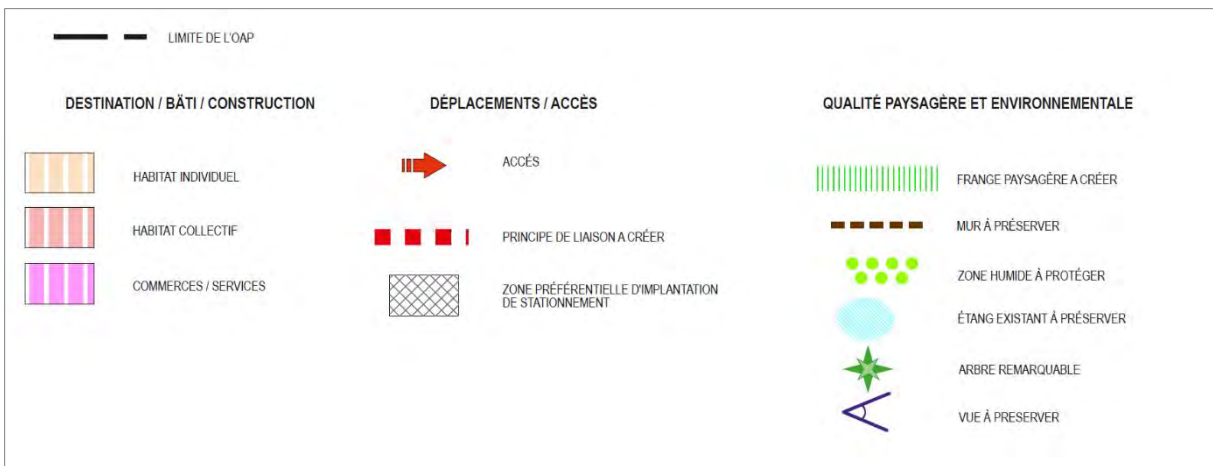 LIMITE DE L'OAP
DESTINATION / BÄTI / CONSTRUCTION
HABITAT INDIVIDUEL
HABITAT COLLECTIF
COMMERCES / SERVICES
DÉPLACEMENTS / ACCÈS
ACCÉS
PRINCIPE DE LIAISON A CRÉER
ZONE PRÉFÉRENTIELLE D'IMPLANTATION
DE STATIONNEMENT
QUALITÉ PAYSAGÈRE ET ENVIRONNEMENTALE
FRANGE PAYSAGÈRE A CRÉER
MUR À PRÉSERVER
ZONE HUMIDE À PROTÉGER
ÉTANG EXISTANT À PRÉSERVER
ARBRE REMARQUABLE
VUE À PRESERVER